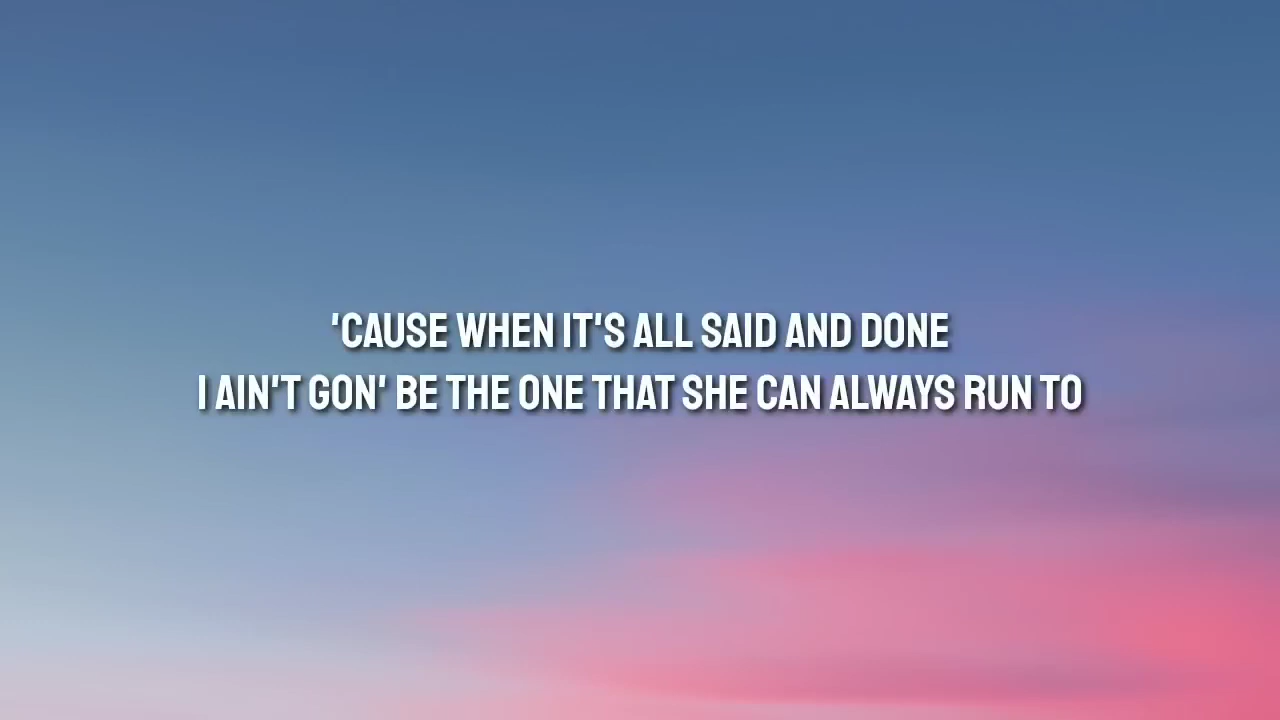 'CAUSE WHEN IT'S ALL SAID AND DONE
I AIN'T GON' BE THE ONE THAT SHE CAN ALWAYS RUN TO